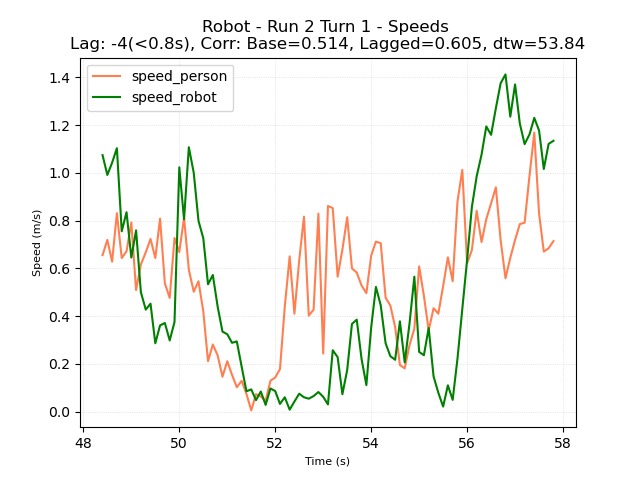 Robot - Run 2 Turn 1 - Speeds
Lag: -4(<0.8s), Corr: Base=0.514, Lagged=0.605, dtw=53.84
speed_person
speed_robot
1.4
1.2
1.0
0.8
0.6
0.4
0.2
0.0
Speed (m/s)
48 50 52 54 56 58
Time (s)